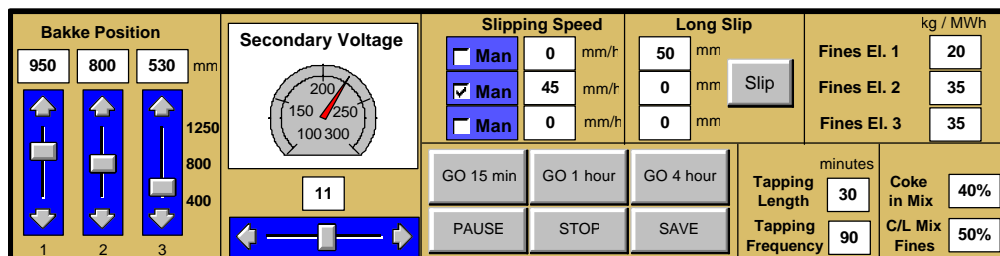 Bakke Position
950 800 530 mm
1250
800
400
1 2 3
Secondary Voltage
200
150 250
100 300
11
Slipping Speed
Man 0 mm/h
Man 45 mm/h
Man 0 mm/h
Long Slip
50 mm
0 mm
0 mm
Slip
kg / MWh
Fines El. 1 20
Fines El. 2 35
Fines El. 3 35
GO 15 min GO 1 hour GO 4 hour
PAUSE STOP SAVE
minutes
Tapping
Length 30
Tapping
Frequency 90
Coke
in Mix 40%
C/L Mix
Fines 50%